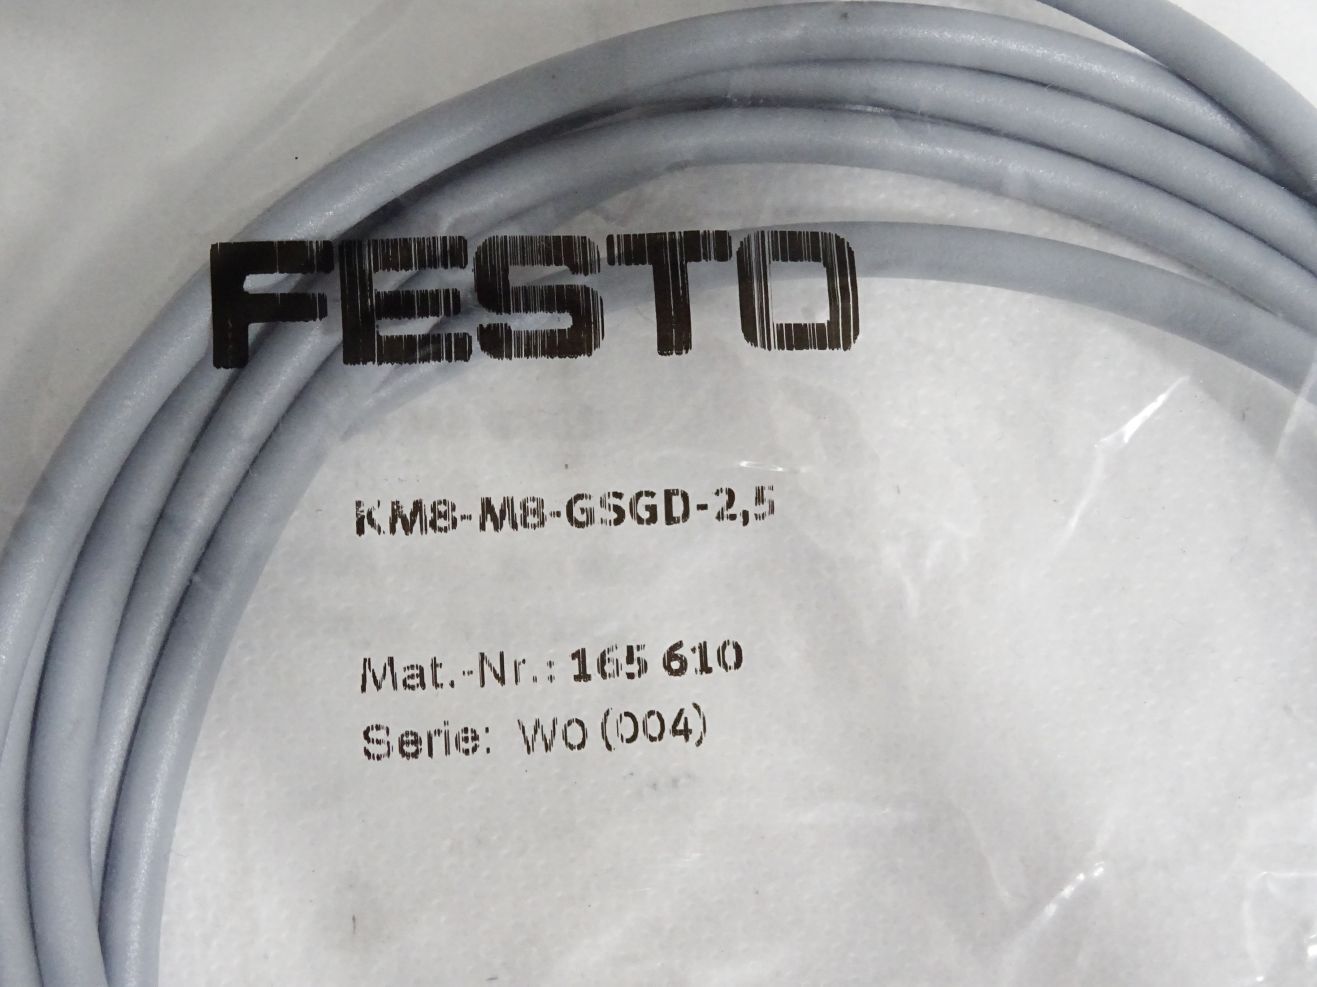 FESTO
KM8-M8-GSGD-2,5
Mat.-Nr.: 165 610
Serie: W0 (004)